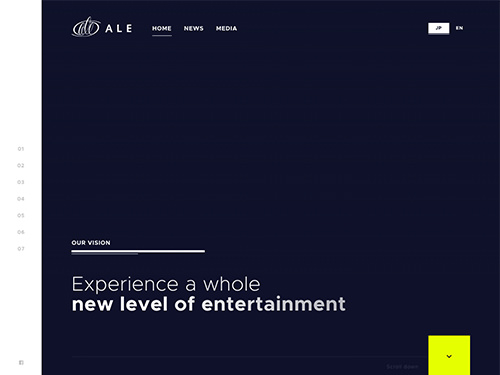 ALE
HOME NEWS MEDIA
JP EN
01
02
03
04
05
06
07
OUR VISION
Experience a whole
new level of entertainment
Scroll down